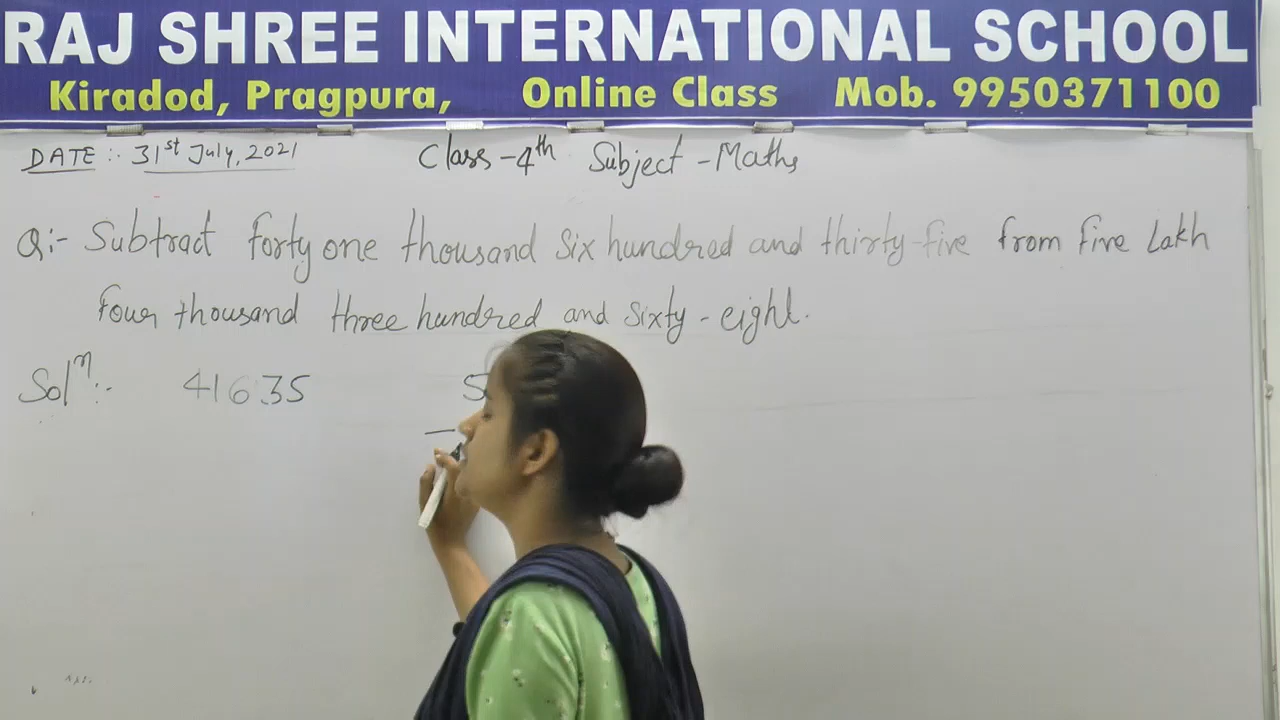 RAJ SHREE INTERNATIONAL SCHOOL
Kiradod, Pragpura, Online Class Mob. 9950371100
DATE :- 31st July, 2021 Class-4th Subject-Maths
Q:- Subtract Forty one thousand Six hundred and thirty-five from five Lakh
Four thousand three hundred and sixty-eight.
Solⁿ:- 41635 5